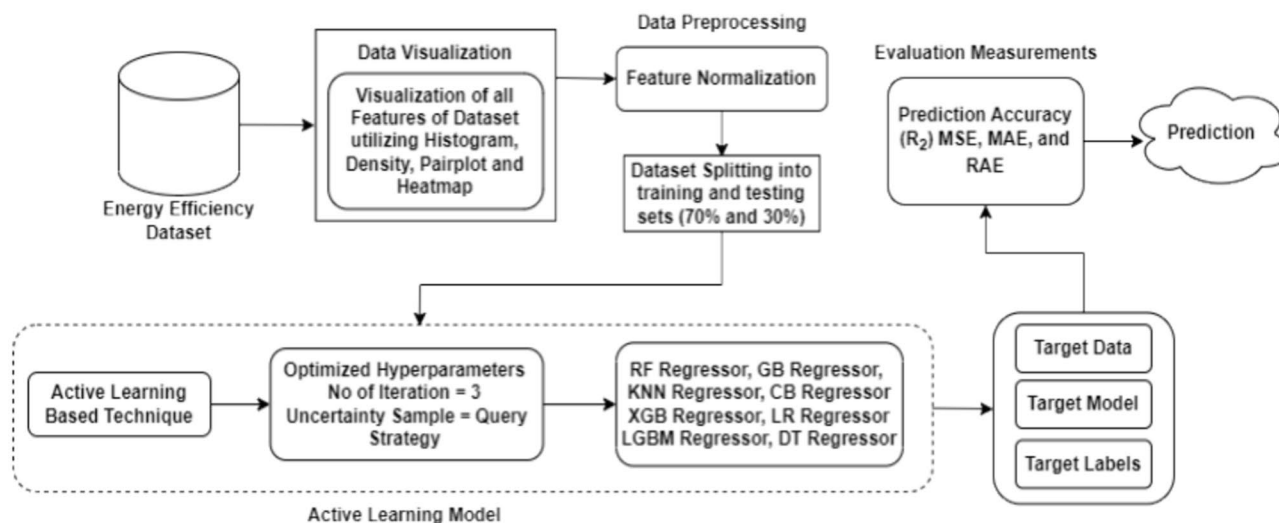 Energy Efficiency
Dataset
Data Visualization
Visualization of all
Features of Dataset
utilizing Histogram,
Density, Pairplot and
Heatmap
Data Preprocessing
Feature Normalization
Dataset Splitting into
training and testing
sets (70% and 30%)
Evaluation Measurements
Prediction Accuracy
(R₂) MSE, MAE, and
RAE
Prediction
Active Learning
Based Technique
Optimized Hyperparameters
No of Iteration = 3
Uncertainty Sample = Query
Strategy
RF Regressor, GB Regressor,
KNN Regressor, CB Regressor
XGB Regressor, LR Regressor
LGBM Regressor, DT Regressor
Target Data
Target Model
Target Labels
Active Learning Model